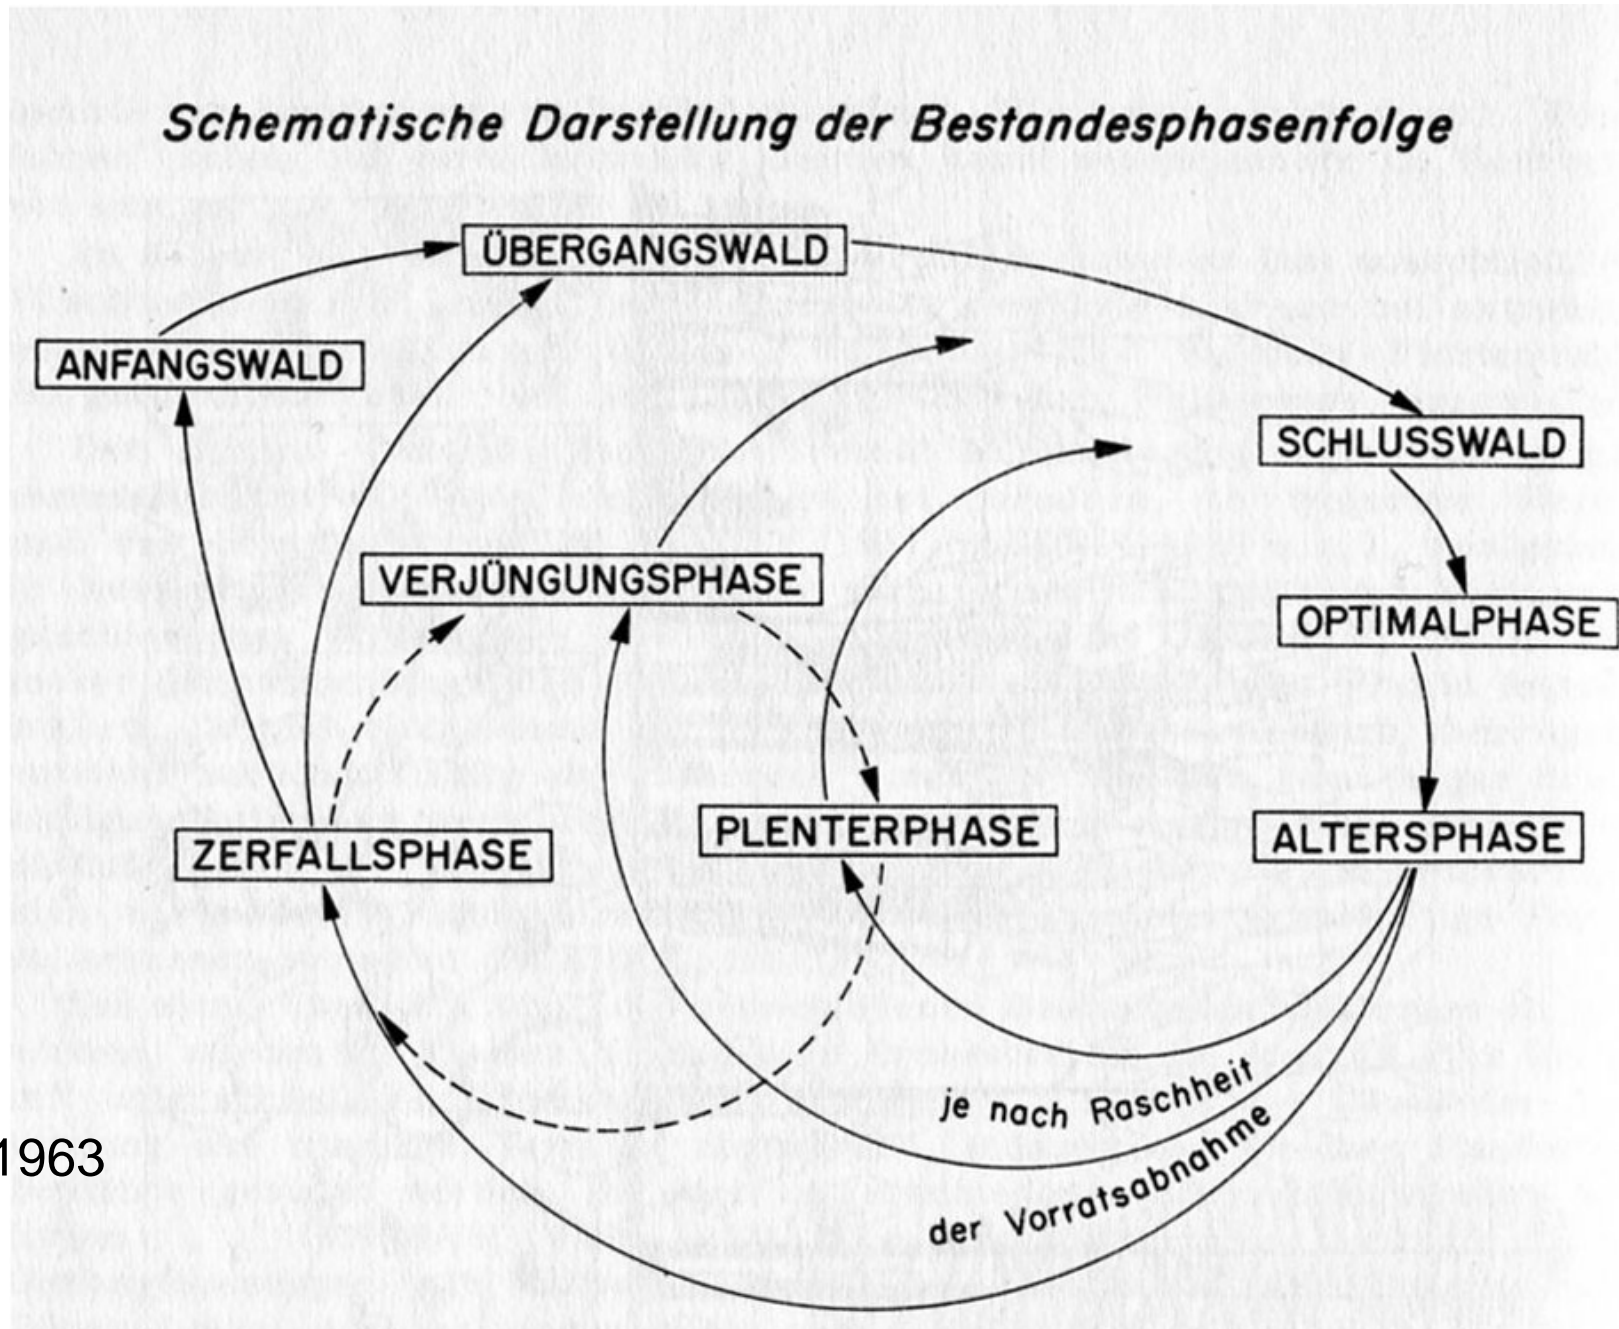 Schematische Darstellung der Bestandesphasenfolge
ÜBERGANGSWALD
ANFANGSWALD
SCHLUSSWALD
VERJÜNGUNGSPHASE
OPTIMALPHASE
PLENTERPHASE
ALTERSPHASE
ZERFALLSPHASE
je nach Raschheit
der Vorratsabnahme
1963